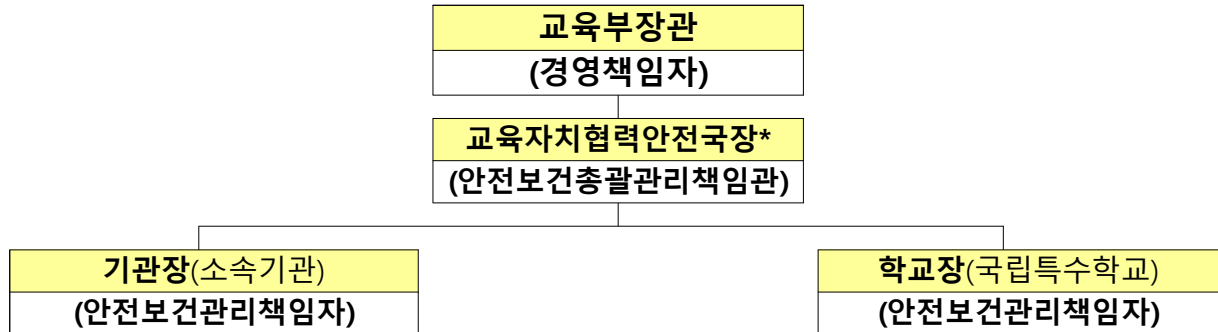 교육부장관
(경영책임자)
교육자치협력안전국장*
(안전보건총괄관리책임관)
기관장(소속기관)
(안전보건관리책임자)
학교장(국립특수학교)
(안전보건관리책임자)